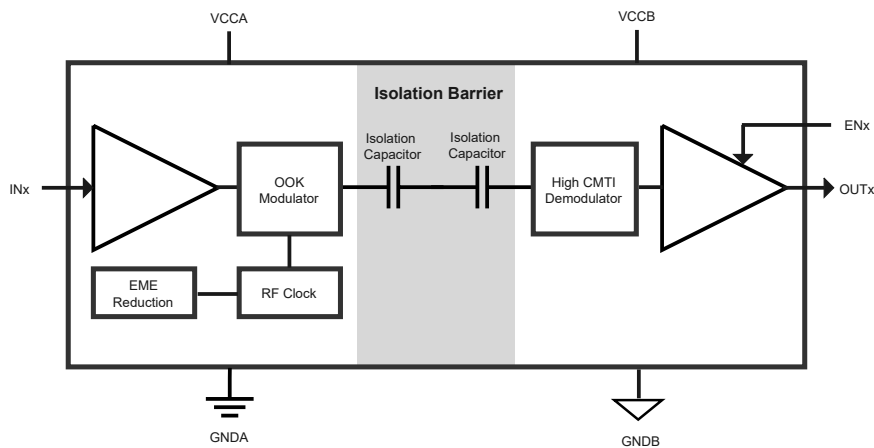 VCCA
VCCB
Isolation Barrier
Isolation
Capacitor
Isolation
Capacitor
ENx
INx
OOK
Modulator
High CMTI
Demodulator
OUTx
EME
Reduction
RF Clock
GNDA
GNDB